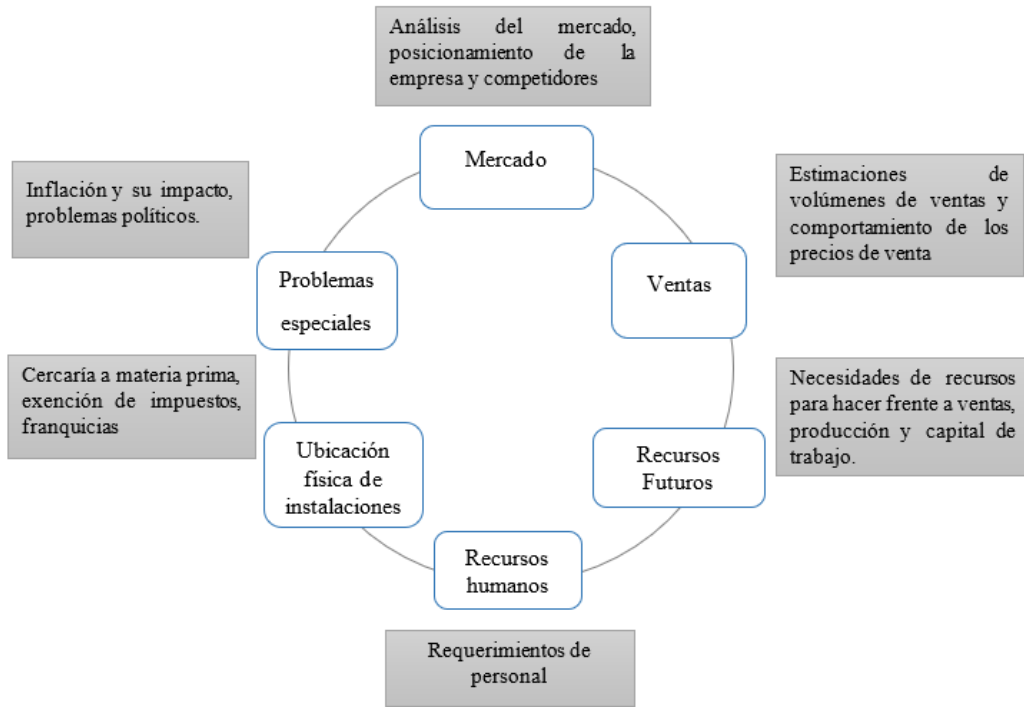 Análisis del mercado,
posicionamiento de la
empresa y competidores
Mercado
Estimaciones de
volúmenes de ventas y
comportamiento de los
precios de venta
Ventas
Necesidades de recursos
para hacer frente a ventas,
producción y capital de
trabajo.
Recursos
Futuros
Recursos
humanos
Requerimientos de
personal
Ubicación
física de
instalaciones
Cercaría a materia prima,
exención de impuestos,
franquicias
Problemas
especiales
Inflación y su impacto,
problemas políticos.